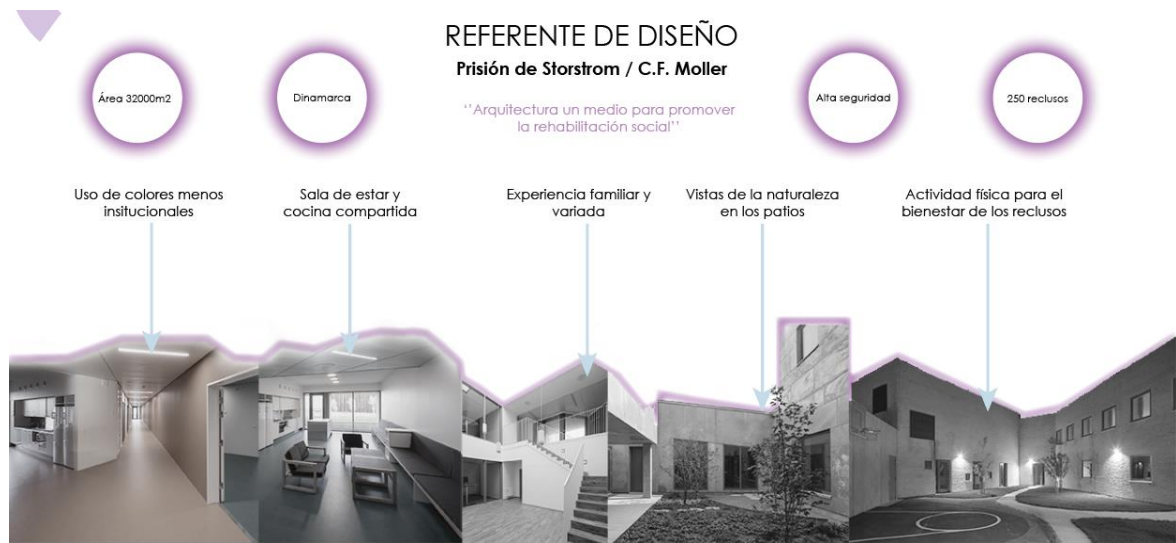 REFERENTE DE DISEÑO
Prisión de Storstrom / C.F. Moller
Área 32000m2
Dinamarca
‘’Arquitectura un medio para promover
la rehabilitación social’’
Alta seguridad
250 reclusos
Uso de colores menos
insitucionales
Sala de estar y
cocina compartida
Experiencia familiar y
variada
Vistas de la naturaleza
en los patios
Actividad física para el
bienestar de los reclusos